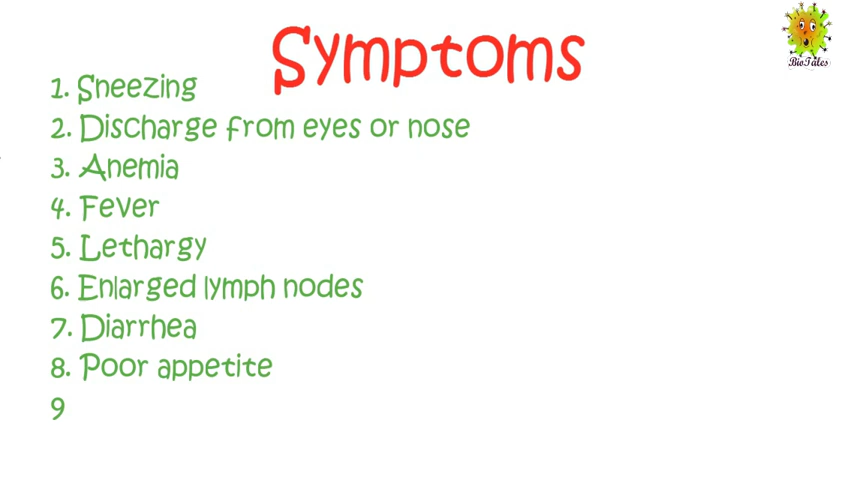 Symptoms
BioTales
1. Sneezing
2. Discharge from eyes or nose
3. Anemia
4. Fever
5. Lethargy
6. Enlarged lymph nodes
7. Diarrhea
8. Poor appetite
9